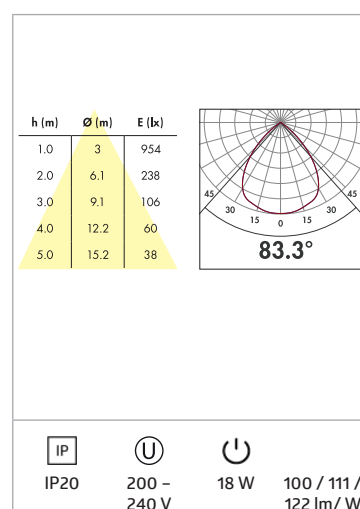 h (m) Ø (m) E (lx)
1.0 3 954
2.0 6.1 238
3.0 9.1 106
4.0 12.2 60
5.0 15.2 38
45 30 15 0 15 30 45
83.3°
IP U
IP20 200 – 18 W 100 / 111 /
240 V 122 lm/ W